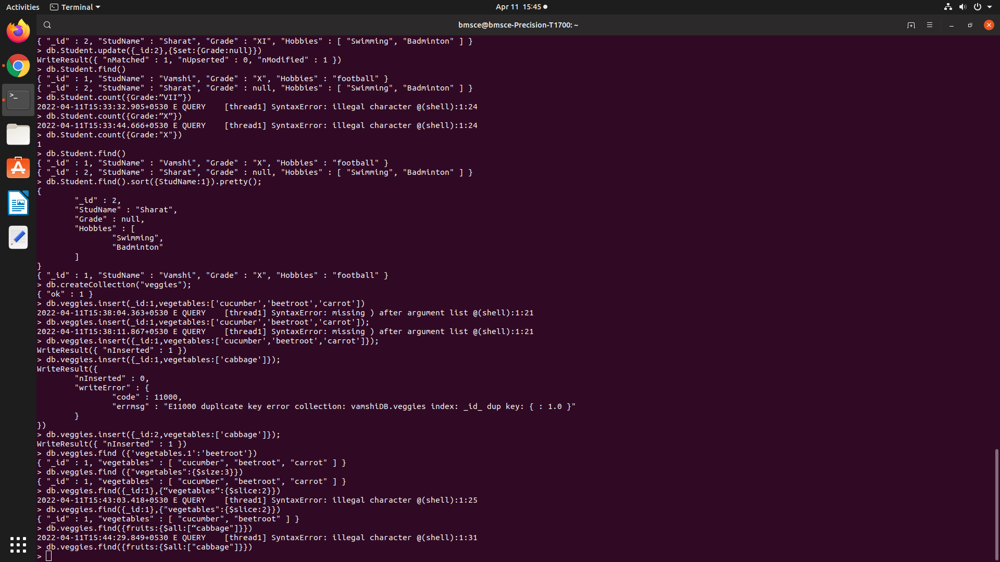 Activities Terminal Apr 11 15:45
bmsce@bmsce-Precision-T1700: ~
{ "_id" : 2, "StudName" : "Sharat", "Grade" : "XI", "Hobbies" : [ "Swimming", "Badminton" ] }
> db.Student.update({_id:2},{$set:{Grade:null}})
WriteResult({ "nMatched" : 1, "nUpserted" : 0, "nModified" : 1 })
> db.Student.find()
{ "_id" : 1, "StudName" : "Vamshi", "Grade" : "X", "Hobbies" : "football" }
{ "_id" : 2, "StudName" : "Sharat", "Grade" : null, "Hobbies" : [ "Swimming", "Badminton" ] }
> db.Student.count({Grade:”VII”})
2022-04-11T15:33:32.905+0530 E QUERY    [thread1] SyntaxError: illegal character @(shell):1:24
> db.Student.count({Grade:”X”})
2022-04-11T15:33:44.666+0530 E QUERY    [thread1] SyntaxError: illegal character @(shell):1:24
> db.Student.count({Grade:"X"})
1
> db.Student.find()
{ "_id" : 1, "StudName" : "Vamshi", "Grade" : "X", "Hobbies" : "football" }
{ "_id" : 2, "StudName" : "Sharat", "Grade" : null, "Hobbies" : [ "Swimming", "Badminton" ] }
> db.Student.find().sort({StudName:1}).pretty();
{
        "_id" : 2,
        "StudName" : "Sharat",
        "Grade" : null,
        "Hobbies" : [
                "Swimming",
                "Badminton"
        ]
}
{ "_id" : 1, "StudName" : "Vamshi", "Grade" : "X", "Hobbies" : "football" }
> db.createCollection("veggies");
{ "ok" : 1 }
> db.veggies.insert(_id:1,vegetables:['cucumber','beetroot','carrot'])
2022-04-11T15:38:04.363+0530 E QUERY    [thread1] SyntaxError: missing ) after argument list @(shell):1:21
> db.veggies.insert(_id:1,vegetables:['cucumber','beetroot','carrot']);
2022-04-11T15:38:11.867+0530 E QUERY    [thread1] SyntaxError: missing ) after argument list @(shell):1:21
> db.veggies.insert({_id:1,vegetables:['cucumber','beetroot','carrot']});
WriteResult({ "nInserted" : 1 })
> db.veggies.insert({_id:1,vegetables:['cabbage']});
WriteResult({
        "nInserted" : 0,
        "writeError" : {
                "code" : 11000,
                "errmsg" : "E11000 duplicate key error collection: vamshiDB.veggies index: _id_ dup key: { : 1.0 }"
        }
})
> db.veggies.insert({_id:2,vegetables:['cabbage']});
WriteResult({ "nInserted" : 1 })
> db.veggies.find ({'vegetables.1':'beetroot'})
{ "_id" : 1, "vegetables" : [ "cucumber", "beetroot", "carrot" ] }
> db.veggies.find ({"vegetables":{$size:3}})
{ "_id" : 1, "vegetables" : [ "cucumber", "beetroot", "carrot" ] }
> db.veggies.find({_id:1},{“vegetables”:{$slice:2}})
2022-04-11T15:43:03.418+0530 E QUERY    [thread1] SyntaxError: illegal character @(shell):1:25
> db.veggies.find({_id:1},{"vegetables":{$slice:2}})
{ "_id" : 1, "vegetables" : [ "cucumber", "beetroot" ] }
> db.veggies.find({fruits:{$all:[“cabbage"]}})
2022-04-11T15:44:29.849+0530 E QUERY    [thread1] SyntaxError: illegal character @(shell):1:31
> db.veggies.find({fruits:{$all:["cabbage"]}})
>